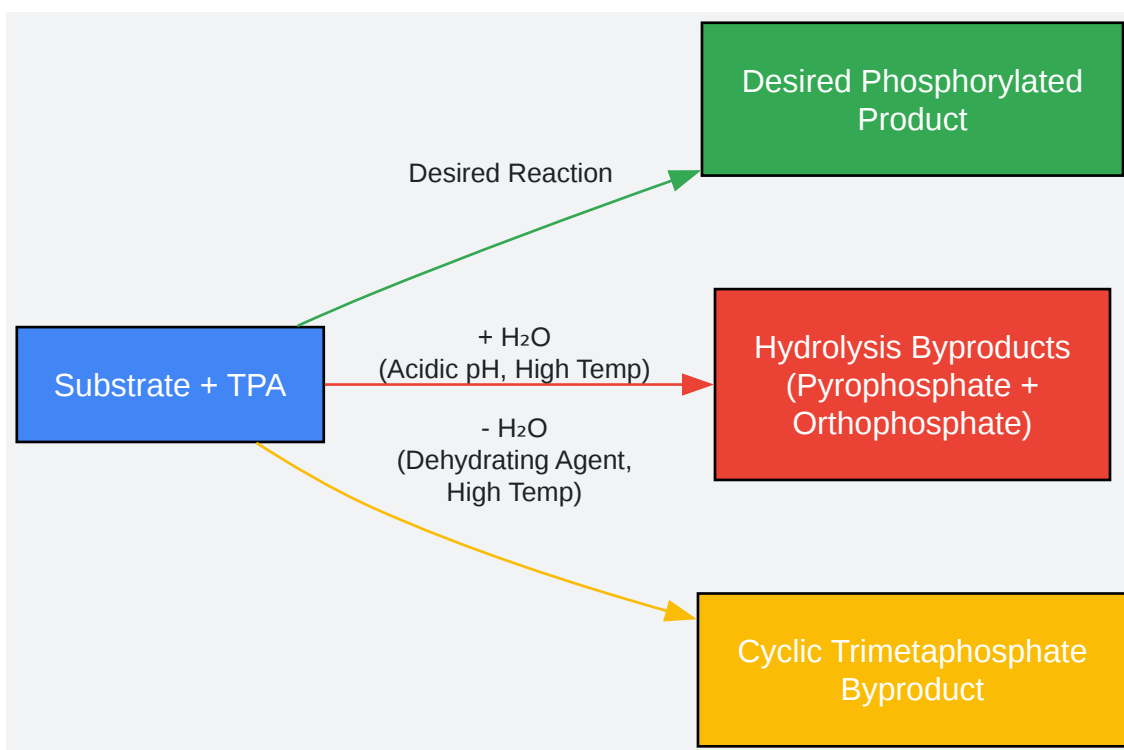 Desired Phosphorylated
Product
Desired Reaction
Substrate + TPA
+ H₂O
(Acidic pH, High Temp)
Hydrolysis Byproducts
(Pyrophosphate +
Orthophosphate)
- H₂O
(Dehydrating Agent,
High Temp)
Cyclic Trimetaphosphate
Byproduct